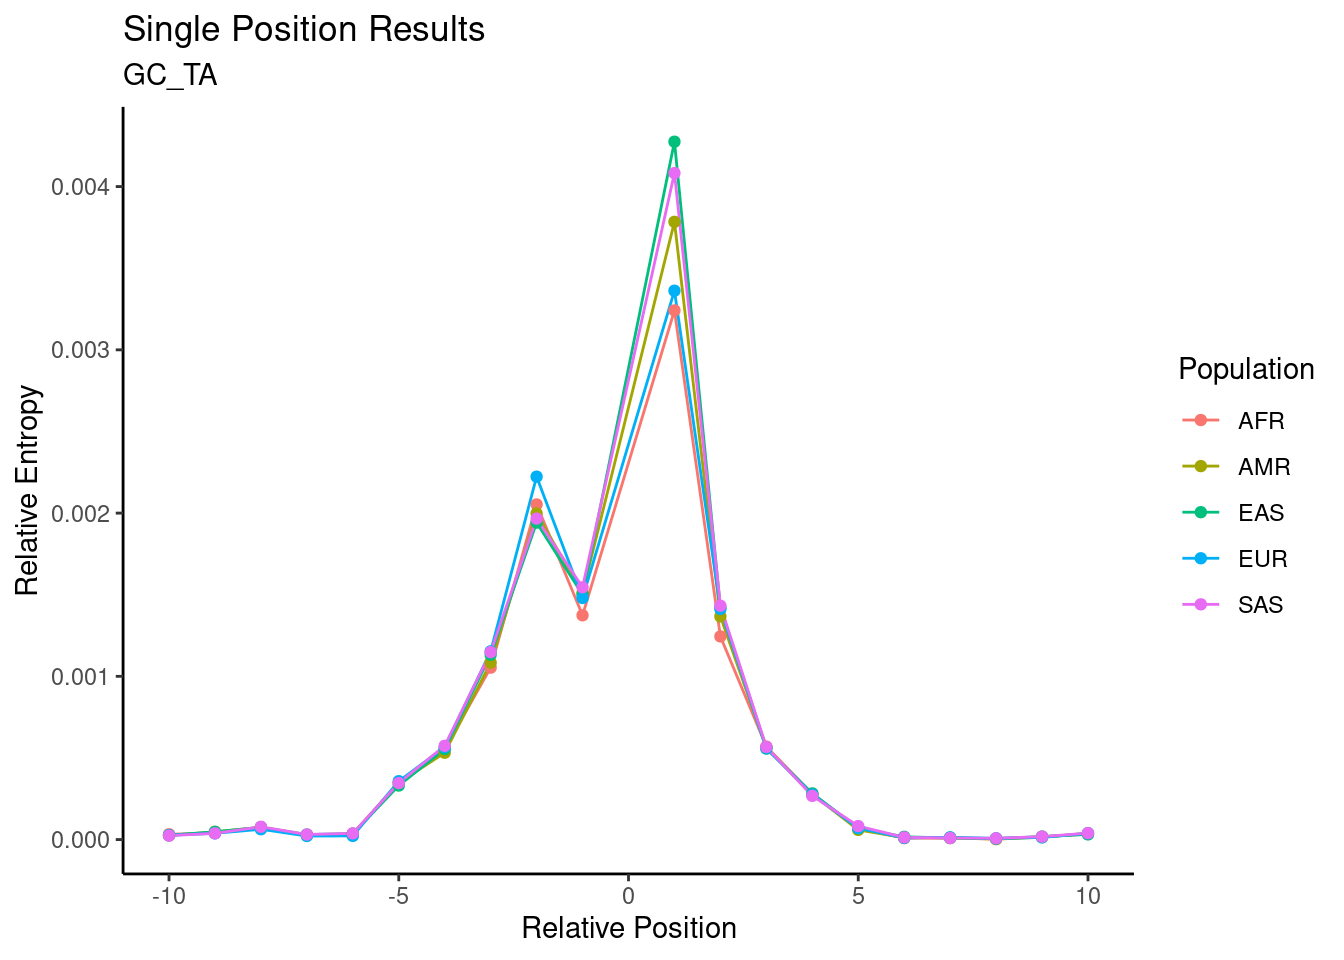 Single Position Results
GC_TA
0.004
0.003
0.002
0.001
0.000
Relative Entropy
-10 -5 0 5 10
Relative Position
Population
AFR
AMR
EAS
EUR
SAS